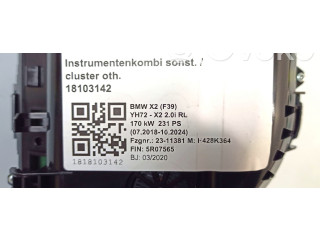 Instrumentenkombi sonst. /
cluster oth.
18103142
BMW X2 (F39)
YH72 - X2 2.0i RL
170 kW 231 PS
(07.2018-10.2024)
Fzgnr.: 23-11381 M: I-428K364
FIN: 5R07565
BJ: 03/2020
1818103142